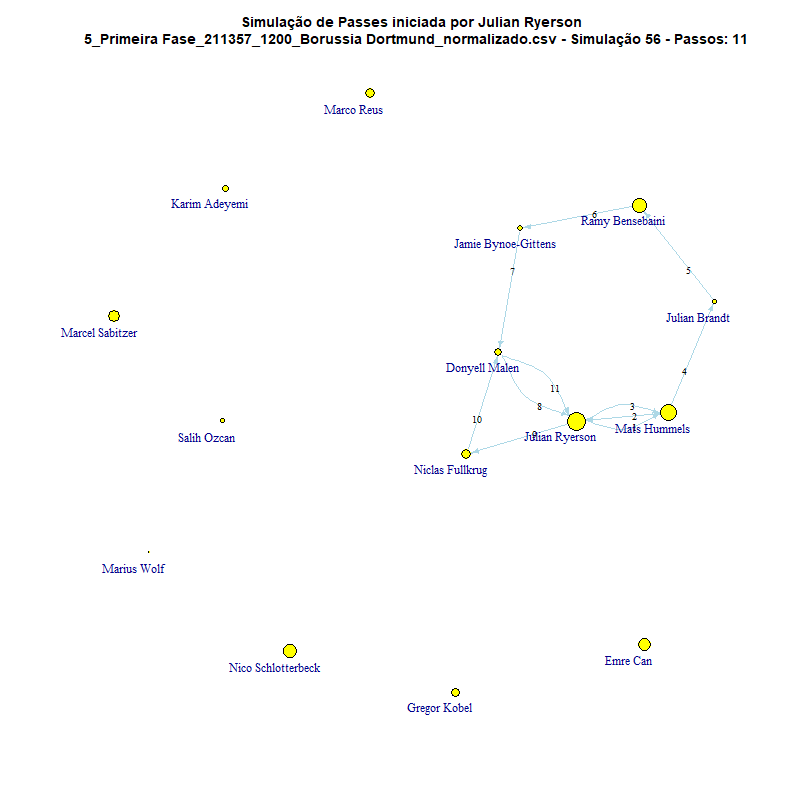 Simulação de Passes iniciada por Julian Ryerson
5_Primeira Fase_211357_1200_Borussia Dortmund_normalizado.csv - Simulação 56 - Passos: 11
Marco Reus
Karim Adeyemi
6
Ramy Bensebaini
Jamie Bynoe-Gittens
7
5
Julian Brandt
Marcel Sabitzer
Donyell Malen
4
11
8
3
2
10
Mats Hummels
1
Julian Ryerson
9
Salih Ozcan
Niclas Fullkrug
Marius Wolf
Nico Schlotterbeck
Emre Can
Gregor Kobel